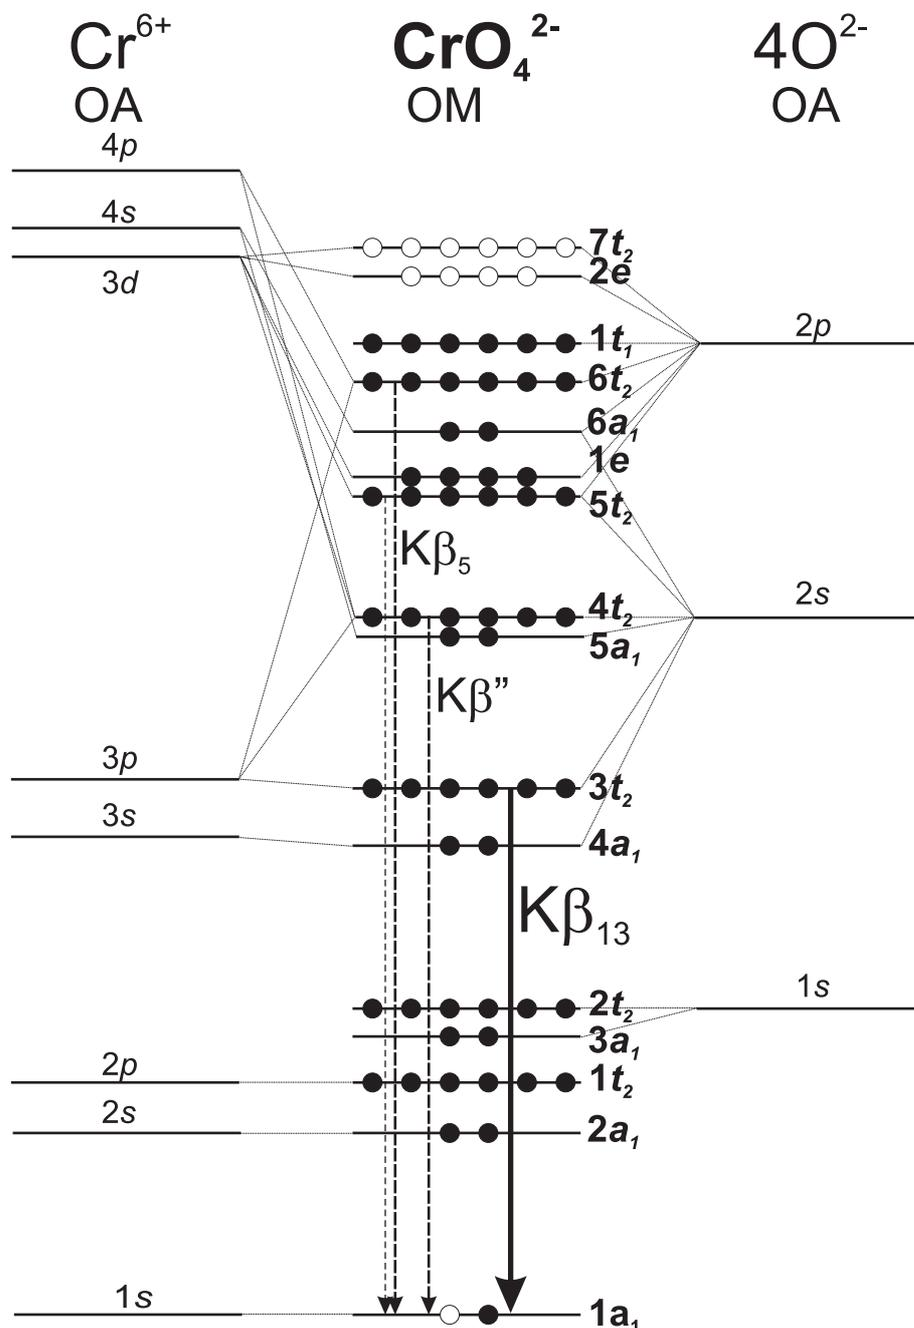 Cr⁶⁺ CrO₄²⁻ 4O²⁻
OA OM OA
4p
4s
3d
7t₂
2e
1t₁
2p
6t₂
6a₁
1e
5t₂
Kβ₅
4t₂
2s
5a₁
Kβ”
3p
3t₂
3s
4a₁
Kβ₁₃
2t₂
1s
3a₁
2p
1t₂
2s
2a₁
1s
1a₁